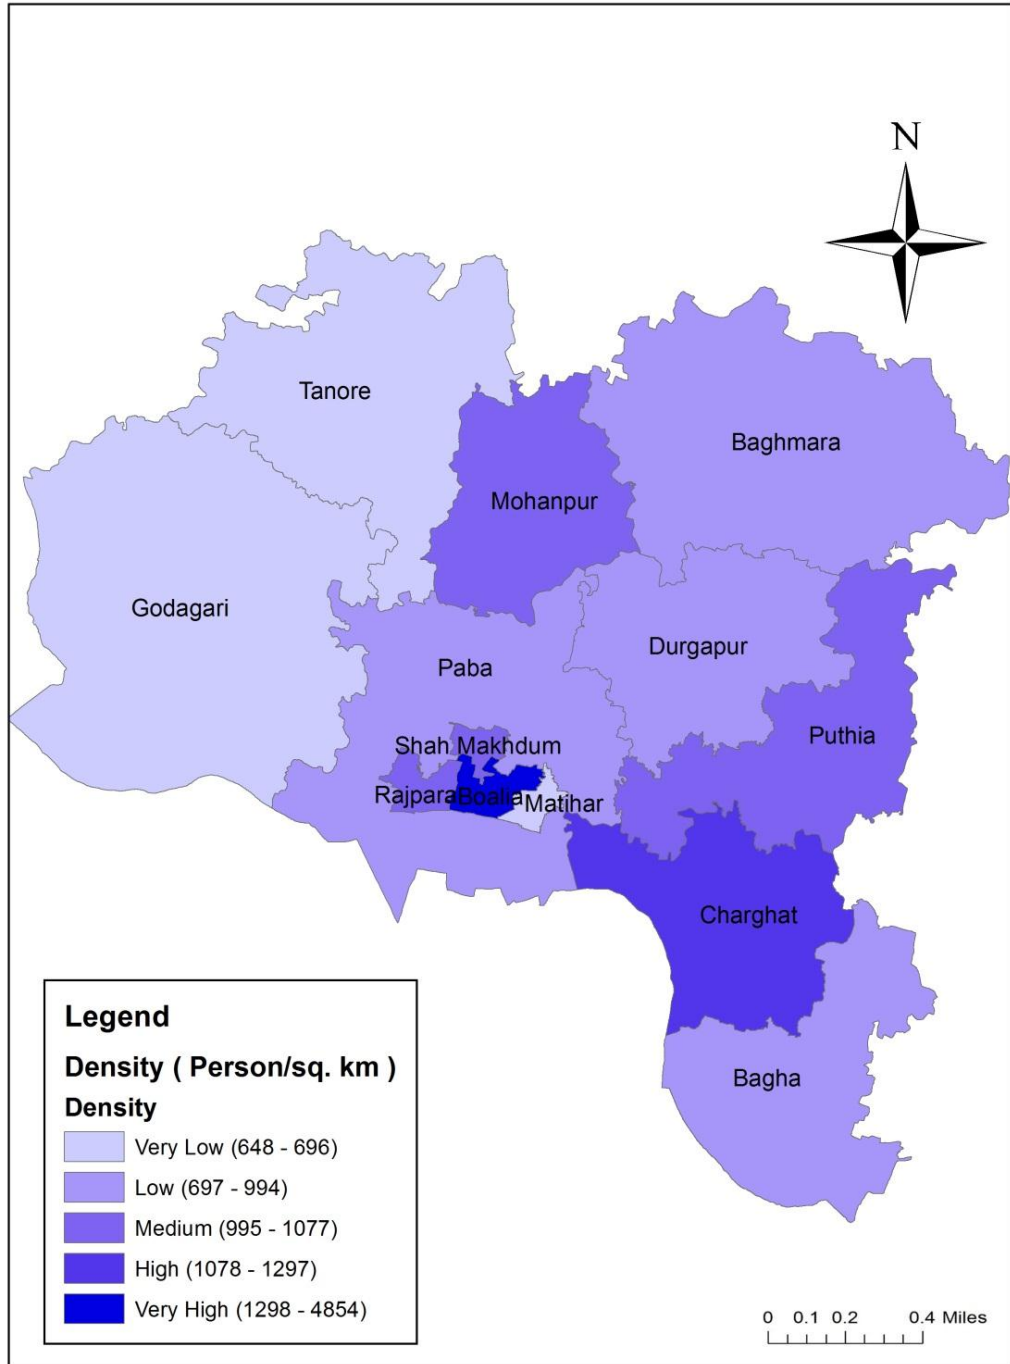 N
Tanore
Baghmara
Mohanpur
Godagari
Durgapur
Paba
Puthia
Shah Makhdum
Rajpara
Boalia
Matihar
Charghat
Bagha
Legend
Density ( Person/sq. km )
Density
Very Low (648 - 696)
Low (697 - 994)
Medium (995 - 1077)
High (1078 - 1297)
Very High (1298 - 4854)
0 0.1 0.2 0.4 Miles